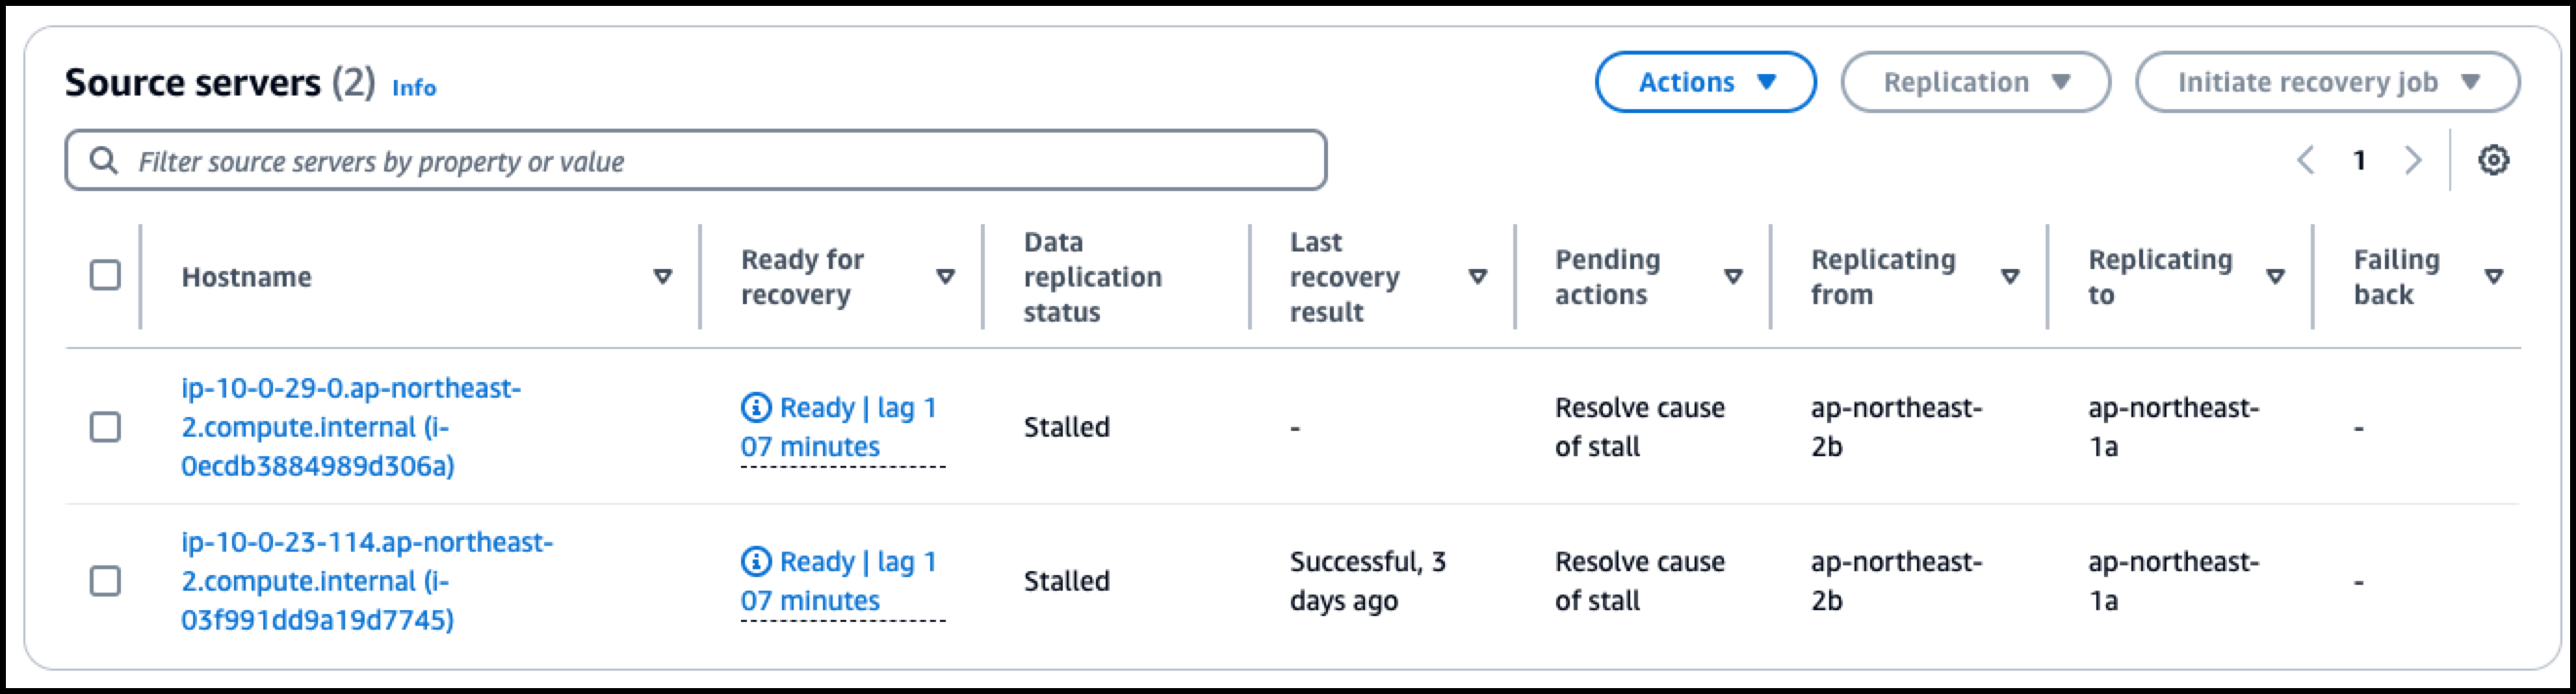 Source servers (2) Info
Actions
Replication
Initiate recovery job
Filter source servers by property or value
1
Hostname
Ready for
recovery
Data
replication
status
Last
recovery
result
Pending
actions
Replicating
from
Replicating
to
Failing
back
ip-10-0-29-0.ap-northeast-
2.compute.internal (i-
0ecdb3884989d306a)
Ready | lag 1
07 minutes
Stalled
-
Resolve cause
of stall
ap-northeast-
2b
ap-northeast-
1a
-
ip-10-0-23-114.ap-northeast-
2.compute.internal (i-
03f991dd9a19d7745)
Ready | lag 1
07 minutes
Stalled
Successful, 3
days ago
Resolve cause
of stall
ap-northeast-
2b
ap-northeast-
1a
-